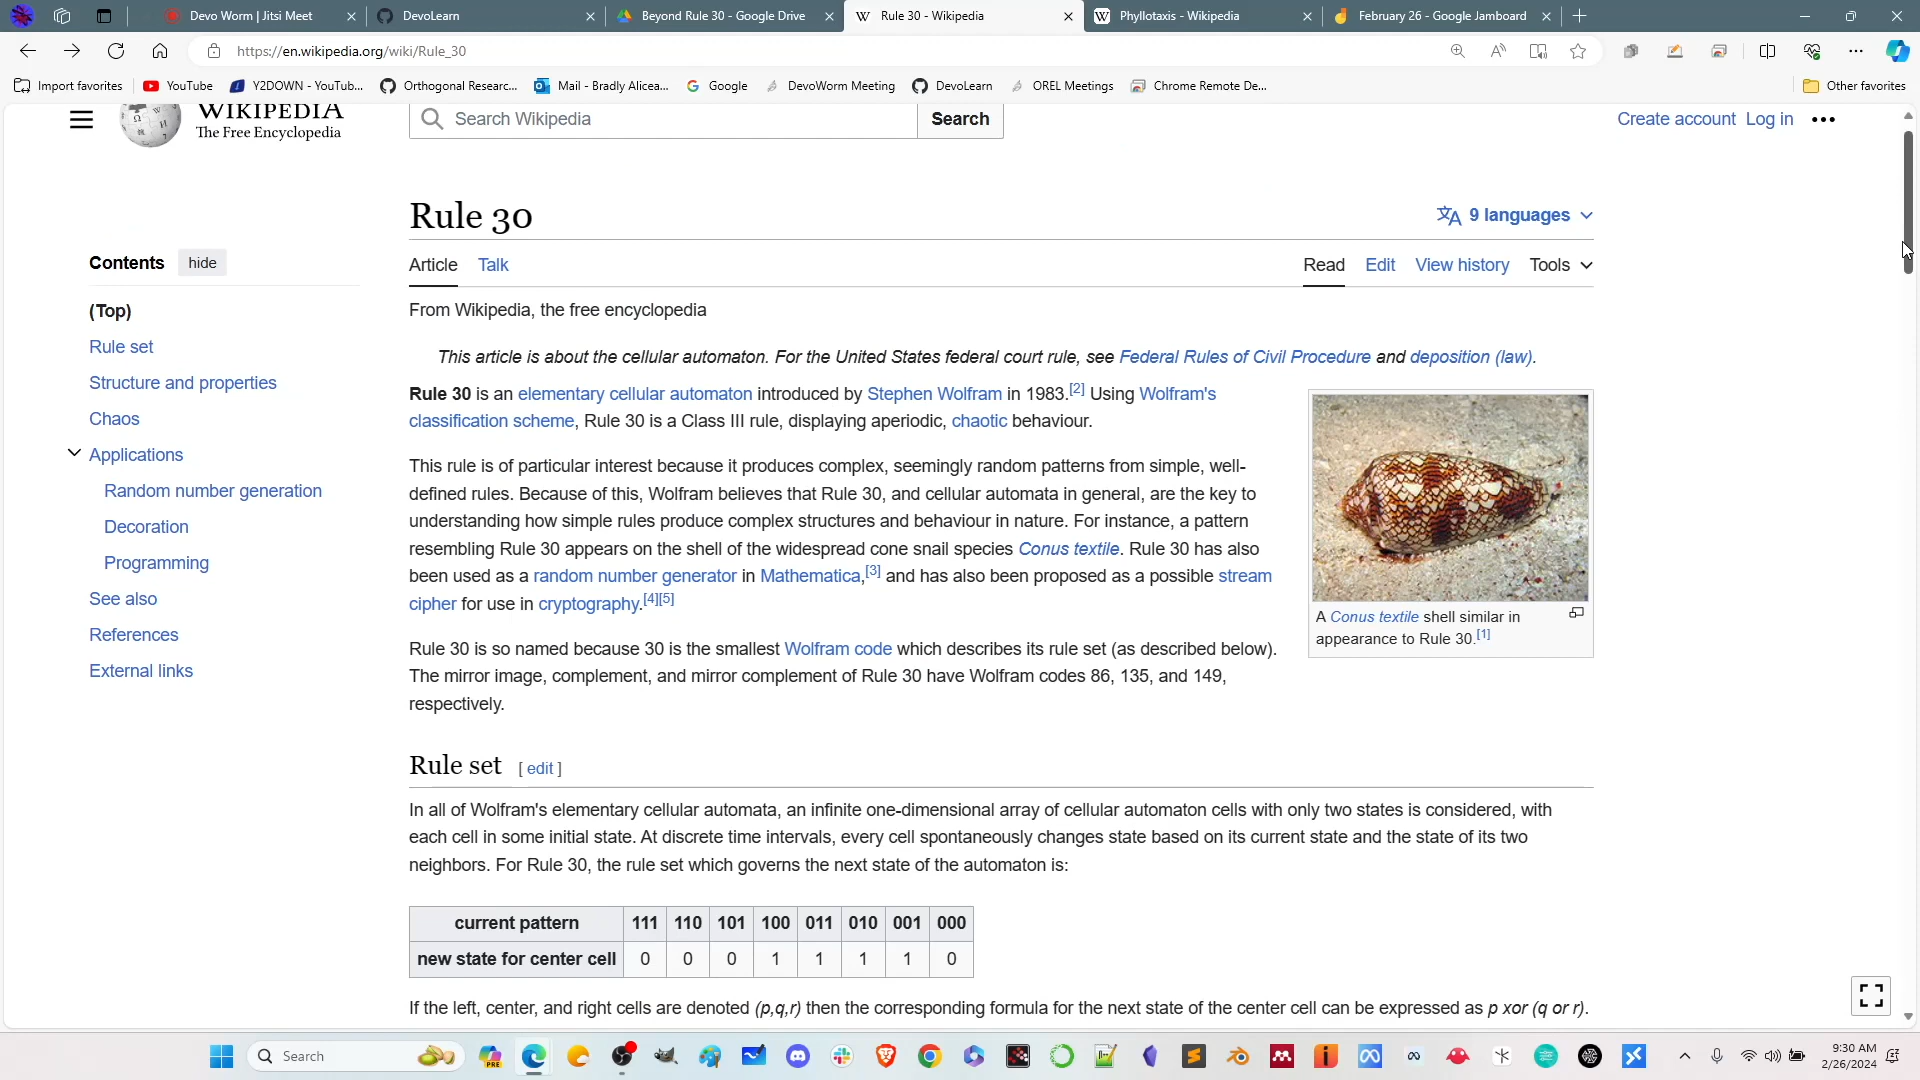 Devo Worm | Jitsi Meet
DevoLearn
Beyond Rule 30 - Google Drive
Rule 30 - Wikipedia
Phyllotaxis - Wikipedia
February 26 - Google Jamboard
https://en.wikipedia.org/wiki/Rule_30
Import favorites
YouTube
Y2DOWN - YouTub...
Orthogonal Researc...
Mail - Bradly Alicea...
Google
DevoWorm Meeting
DevoLearn
OREL Meetings
Chrome Remote De...
Other favorites
WIKIPEDIA
The Free Encyclopedia
Search Wikipedia
Search
Create account Log in
Rule 30
9 languages
Contents hide
Article Talk
Read Edit View history Tools
(Top)
Rule set
Structure and properties
Chaos
Applications
Random number generation
Decoration
Programming
See also
References
External links
From Wikipedia, the free encyclopedia
This article is about the cellular automaton. For the United States federal court rule, see Federal Rules of Civil Procedure and deposition (law).
Rule 30 is an elementary cellular automaton introduced by Stephen Wolfram in 1983.[2] Using Wolfram's
classification scheme, Rule 30 is a Class III rule, displaying aperiodic, chaotic behaviour.
This rule is of particular interest because it produces complex, seemingly random patterns from simple, well-
defined rules. Because of this, Wolfram believes that Rule 30, and cellular automata in general, are the key to
understanding how simple rules produce complex structures and behaviour in nature. For instance, a pattern
resembling Rule 30 appears on the shell of the widespread cone snail species Conus textile. Rule 30 has also
been used as a random number generator in Mathematica,[3] and has also been proposed as a possible stream
cipher for use in cryptography.[4][5]
A Conus textile shell similar in
appearance to Rule 30.[1]
Rule 30 is so named because 30 is the smallest Wolfram code which describes its rule set (as described below).
The mirror image, complement, and mirror complement of Rule 30 have Wolfram codes 86, 135, and 149,
respectively.
Rule set [ edit ]
In all of Wolfram's elementary cellular automata, an infinite one-dimensional array of cellular automaton cells with only two states is considered, with
each cell in some initial state. At discrete time intervals, every cell spontaneously changes state based on its current state and the state of its two
neighbors. For Rule 30, the rule set which governs the next state of the automaton is:
current pattern 111 110 101 100 011 010 001 000
new state for center cell 0 0 0 1 1 1 1 0
If the left, center, and right cells are denoted (p,q,r) then the corresponding formula for the next state of the center cell can be expressed as p xor (q or r).
Search
9:30 AM
2/26/2024